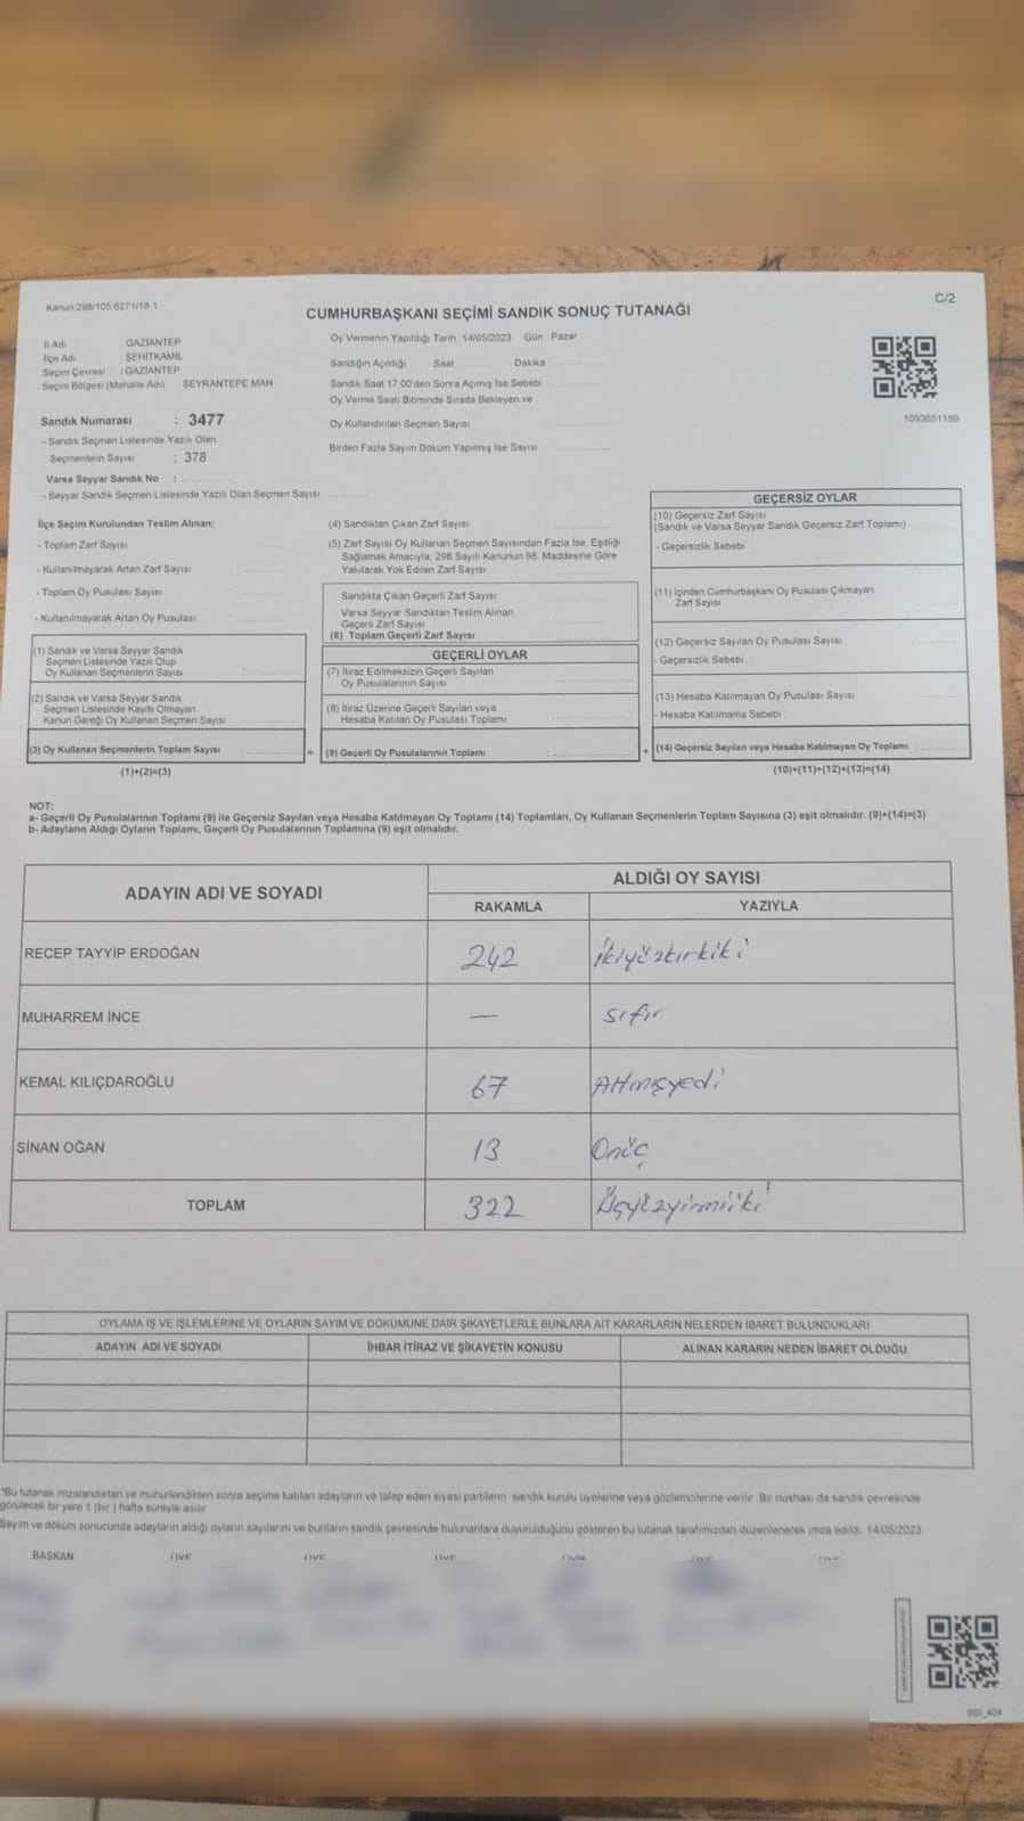 C/2
CUMHURBAŞKANI SEÇİMİ SANDIK SONUÇ TUTANAĞI
İl Adı GAZİANTEP
İlçe Adı ŞEHİTKAMİL
Seçim Çevresi : GAZİANTEP
Seçim Bölgesi (Mahalle Adı) SEYRANTEPE MAH
Sandık Numarası : 3477
- Sandık Seçmen Listesinde Yazılı Olan
Seçmenlerin Sayısı : 378
Varsa Seyyar Sandık No :
- Seyyar Sandık Seçmen Listesinde Yazılı Olan Seçmen Sayısı
Oy Vermenin Yapıldığı Tarih 14/05/2023 Gün Pazar
Sandığın Açıldığı Saat Dakika
Sandık Saat 17:00'den Sonra Açılmış İse Sebebi
Oy Verme Saati Bitiminde Sırada Bekleyen ve
Oy Kullandırılan Seçmen Sayısı
Birden Fazla Sayım Döküm Yapılmış İse Sayısı
İlçe Seçim Kurulundan Teslim Alınan:
- Toplam Zarf Sayısı
- Kullanılmayarak Artan Zarf Sayısı
- Toplam Oy Pusulası Sayısı
- Kullanılmayarak Artan Oy Pusulası
(1) Sandık ve Varsa Seyyar Sandık
Seçmen Listesinde Yazılı Olup
Oy Kullanan Seçmenlerin Sayısı
(2) Sandık ve Varsa Seyyar Sandık
Seçmen Listesinde Kayıtlı Olmayan
Kanun Gereği Oy Kullanan Seçmen Sayısı
(3) Oy Kullanan Seçmenlerin Toplam Sayısı
(1)+(2)=(3)
(4) Sandıktan Çıkan Zarf Sayısı
(5) Zarf Sayısı Oy Kullanan Seçmen Sayısından Fazla İse, Eşitliği
Sağlamak Amacıyla; 298 Sayılı Kanunun 98. Maddesine Göre
Yakılarak Yok Edilen Zarf Sayısı
Sandıkta Çıkan Geçerli Zarf Sayısı
Varsa Seyyar Sandıktan Teslim Alınan
Geçerli Zarf Sayısı
(6) Toplam Geçerli Zarf Sayısı
GEÇERLİ OYLAR
(7) İtiraz Edilmeksizin Geçerli Sayılan
Oy Pusulalarının Sayısı
(8) İtiraz Üzerine Geçerli Sayılan veya
Hesaba Katılan Oy Pusulası Toplamı
(9) Geçerli Oy Pusulalarının Toplamı
GEÇERSİZ OYLAR
(10) Geçersiz Zarf Sayısı
(Sandık ve Varsa Seyyar Sandık Geçersiz Zarf Toplamı)
- Geçersizlik Sebebi
(11) İçinden Cumhurbaşkanı Oy Pusulası Çıkmayan
Zarf Sayısı
(12) Geçersiz Sayılan Oy Pusulası Sayısı
- Geçersizlik Sebebi
(13) Hesaba Katılmayan Oy Pusulası Sayısı
- Hesaba Katılmama Sebebi
(14) Geçersiz Sayılan veya Hesaba Katılmayan Oy Toplamı
(10)+(11)+(12)+(13)=(14)
NOT:
a- Geçerli Oy Pusulalarının Toplamı (9) ile Geçersiz Sayılan veya Hesaba Katılmayan Oy Toplamı (14) Toplamları, Oy Kullanan Seçmenlerin Toplam Sayısına (3) eşit olmalıdır. (9)+(14)=(3)
b- Adayların Aldığı Oyların Toplamı, Geçerli Oy Pusulalarının Toplamına (9) eşit olmalıdır.
ADAYIN ADI VE SOYADI
ALDIĞI OY SAYISI
RAKAMLA YAZIYLA
RECEP TAYYİP ERDOĞAN 242 İkiyüzkırkiki
MUHARREM İNCE — sıfır
KEMAL KILIÇDAROĞLU 67 Atmışyedi
SİNAN OĞAN 13 Onüç
TOPLAM 322 Üçyüzyirmiiki
OYLAMA İŞ VE İŞLEMLERİNE VE OYLARIN SAYIM VE DÖKÜMÜNE DAİR ŞİKAYETLERLE BUNLARA AİT KARARLARIN NELERDEN İBARET BULUNDUKLARI
ADAYIN ADI VE SOYADI İHBAR İTİRAZ VE ŞİKAYETİN KONUSU ALINAN KARARIN NEDEN İBARET OLDUĞU
"Bu tutanak imzalandıktan ve mühürlendikten sonra seçime katılan adayların ve talep eden siyasi partilerin sandık kurulu üyelerine veya gözlemcilerine verilir. Bir nüshası da sandık çevresinde
görülecek bir yere 1 (bir) hafta süreyle asılır
Sayım ve döküm sonucunda adayların aldığı oyların sayılarını ve bunların sandık çevresinde bulunanlara duyurulduğunu gösteren bu tutanak tarafımızdan düzenlenerek imza edildi. 14/05/2023
BAŞKAN